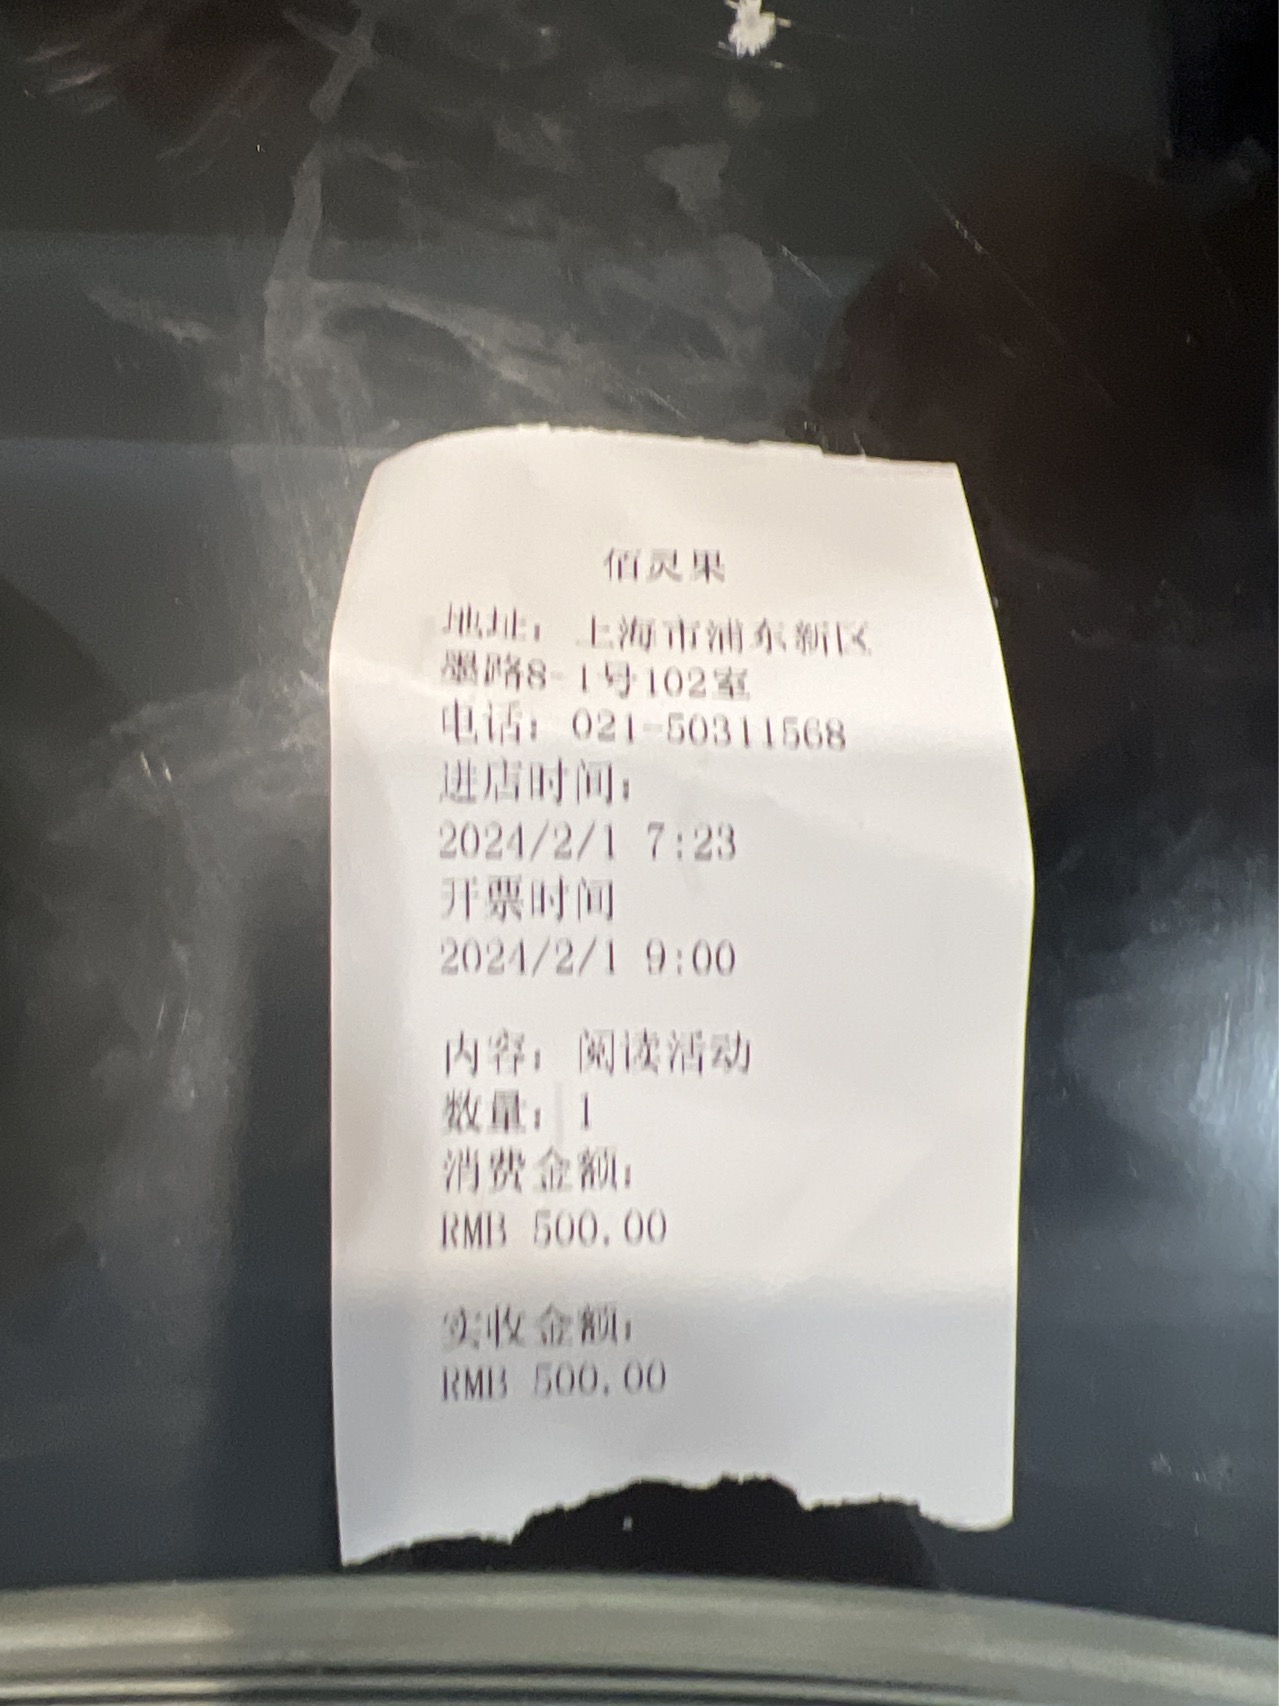 佰灵果
地址：上海市浦东新区
墨路8-1号102室
电话：021-50311568
进店时间：
2024/2/1 7:23
开票时间
2024/2/1 9:00
内容：阅读活动
数量：1
消费金额：
RMB 500.00
实收金额：
RMB 500.00